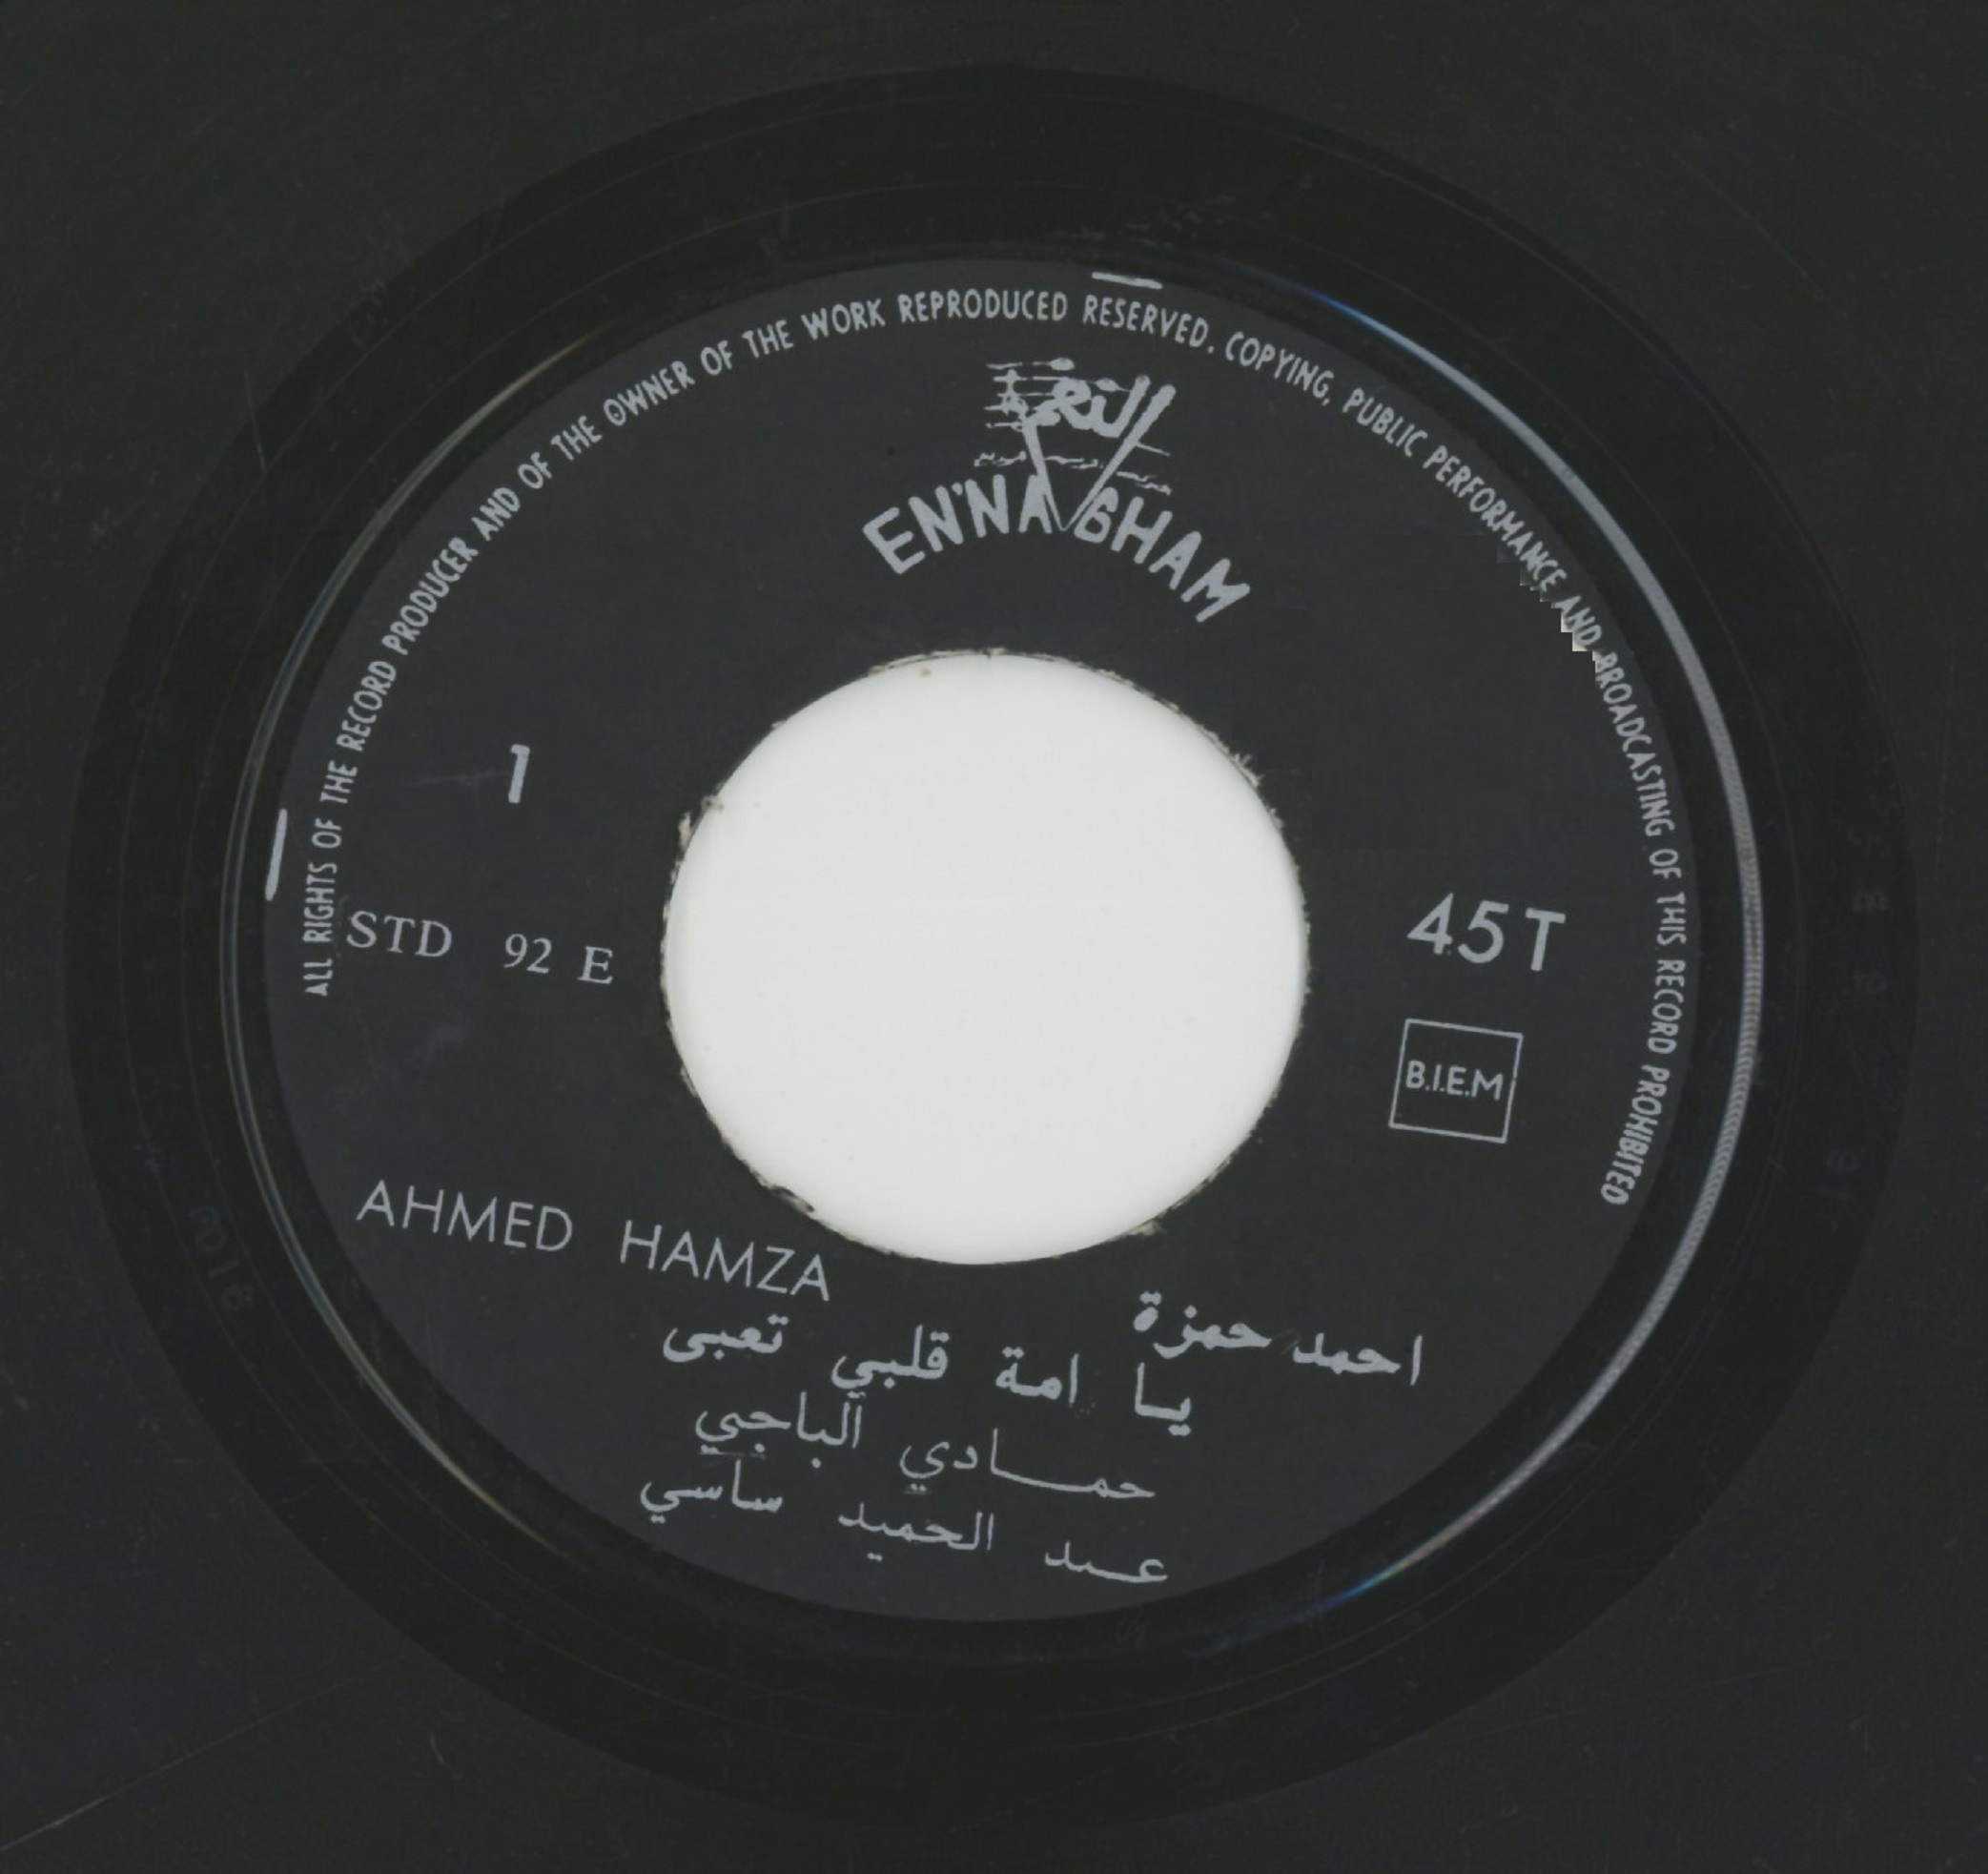 ALL RIGHTS OF THE RECORD PRODUCER AND OF THE OWNER OF THE WORK REPRODUCED RESERVED. COPYING, PUBLIC PERFORMANCE AND BROADCASTING OF THIS RECORD PROHIBITED
النغم
EN'NAGHAM
1
STD 92 E
45T
B.I.E.M
AHMED HAMZA
احمد حمزة
يا امة قلبي تعبى
حمادي الباجي
عبد الحميد ساسي